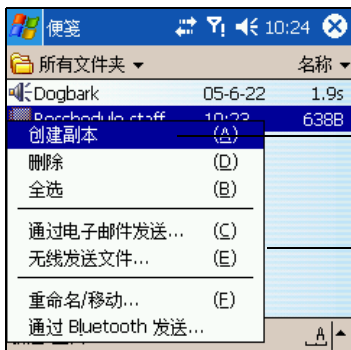 便笺 10:24
所有文件夹 名称
Dogbark 05-6-22 1.9s
638B
创建副本 (A)
删除 (D)
全选 (B)
通过电子邮件发送... (C)
无线发送文件... (E)
重命名/移动... (F)
通过 Bluetooth 发送...
A